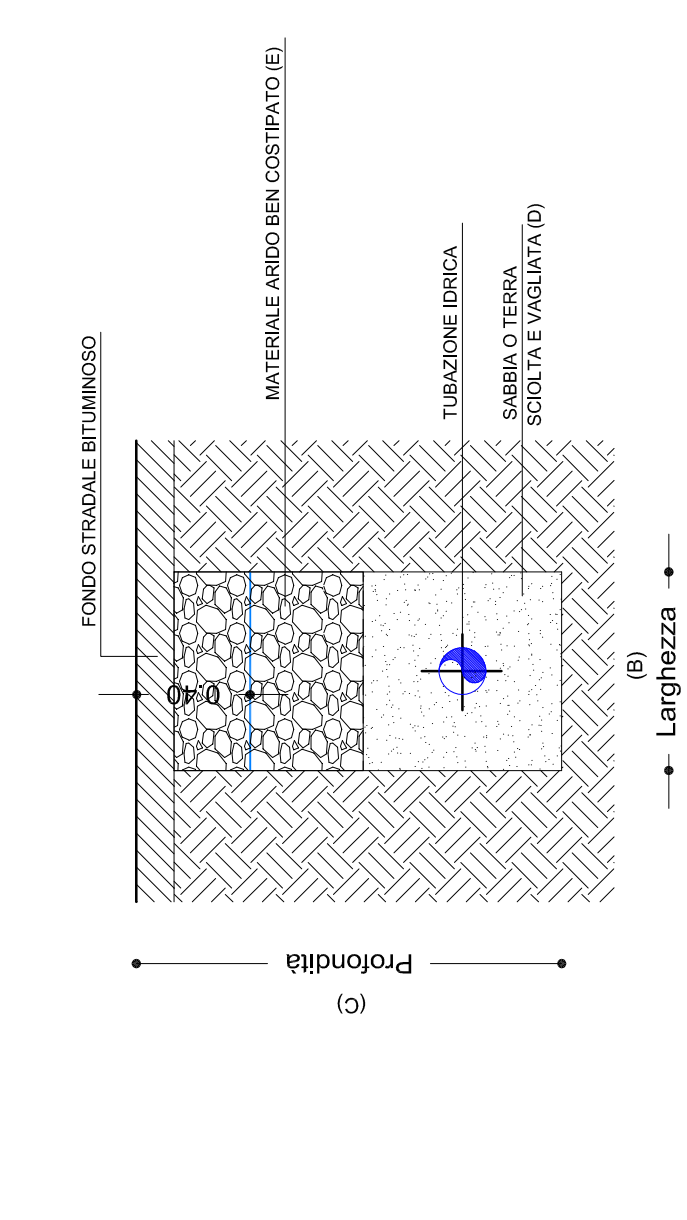 FONDO STRADALE BITUMINOSO
MATERIALE ARIDO BEN COSTIPATO (E)
TUBAZIONE IDRICA
SABBIA O TERRA
SCIOLTA E VAGLIATA (D)
0.40
(B)
Larghezza
Profondità
(C)